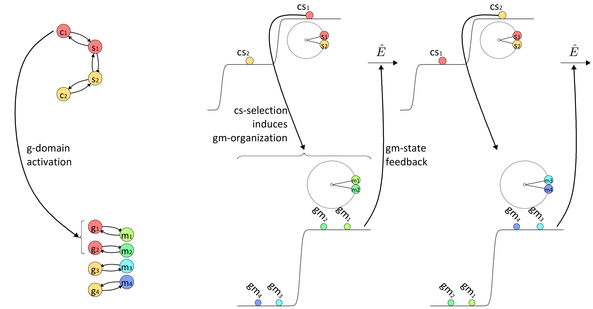 c₁
s₁
s₂
c₂
g-domain
activation
g₁
m₁
g₂
m₂
g₃
m₃
g₄
m₄
cs₁
cs₂
s₁
s₂
Ê
cs-selection
induces
gm-organization
gm-state
feedback
m₁
m₂
gm₂
gm₁
gm₄
gm₃
cs₂
cs₁
s₁
s₂
Ê
m₃
m₄
gm₄
gm₃
gm₂
gm₁